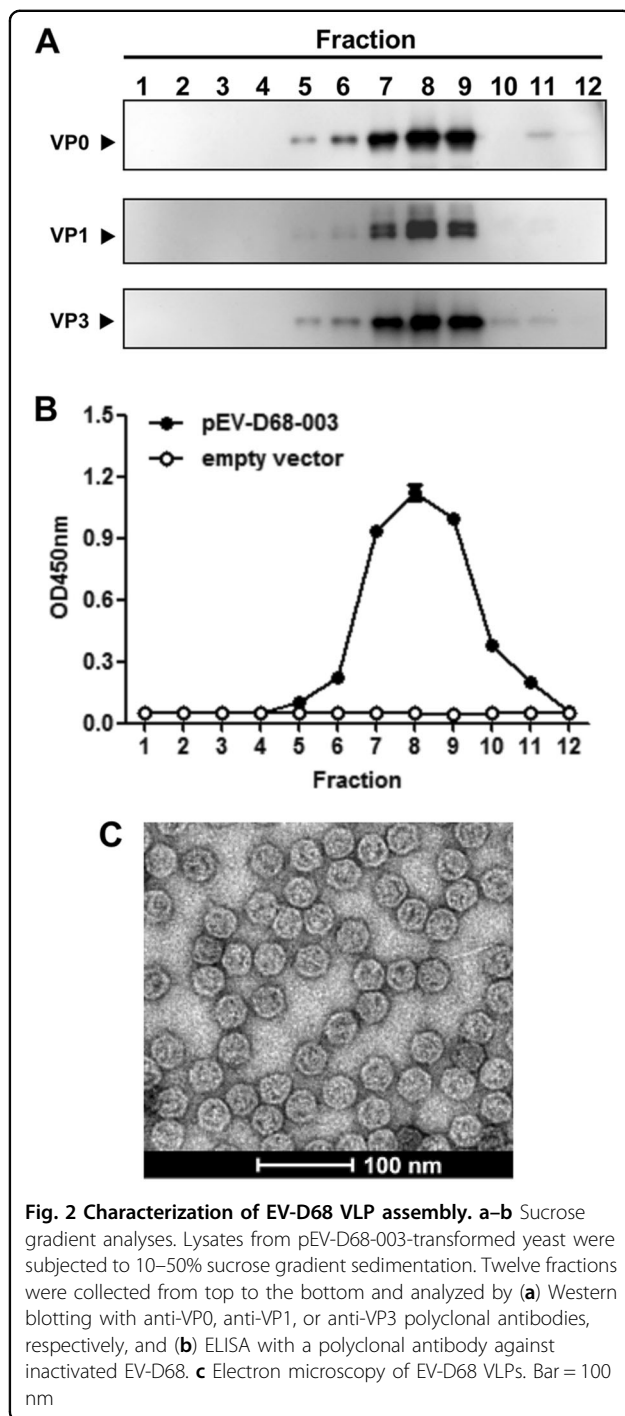 A
Fraction
1 2 3 4 5 6 7 8 9 10 11 12
VP0
VP1
VP3
B
1.5
1.2
0.9
0.6
0.3
0.0
OD450nm
pEV-D68-003
empty vector
1 2 3 4 5 6 7 8 9 10 11 12
Fraction
C
100 nm
Fig. 2 Characterization of EV-D68 VLP assembly. a–b Sucrose
gradient analyses. Lysates from pEV-D68-003-transformed yeast were
subjected to 10–50% sucrose gradient sedimentation. Twelve fractions
were collected from top to the bottom and analyzed by (a) Western
blotting with anti-VP0, anti-VP1, or anti-VP3 polyclonal antibodies,
respectively, and (b) ELISA with a polyclonal antibody against
inactivated EV-D68. c Electron microscopy of EV-D68 VLPs. Bar = 100
nm